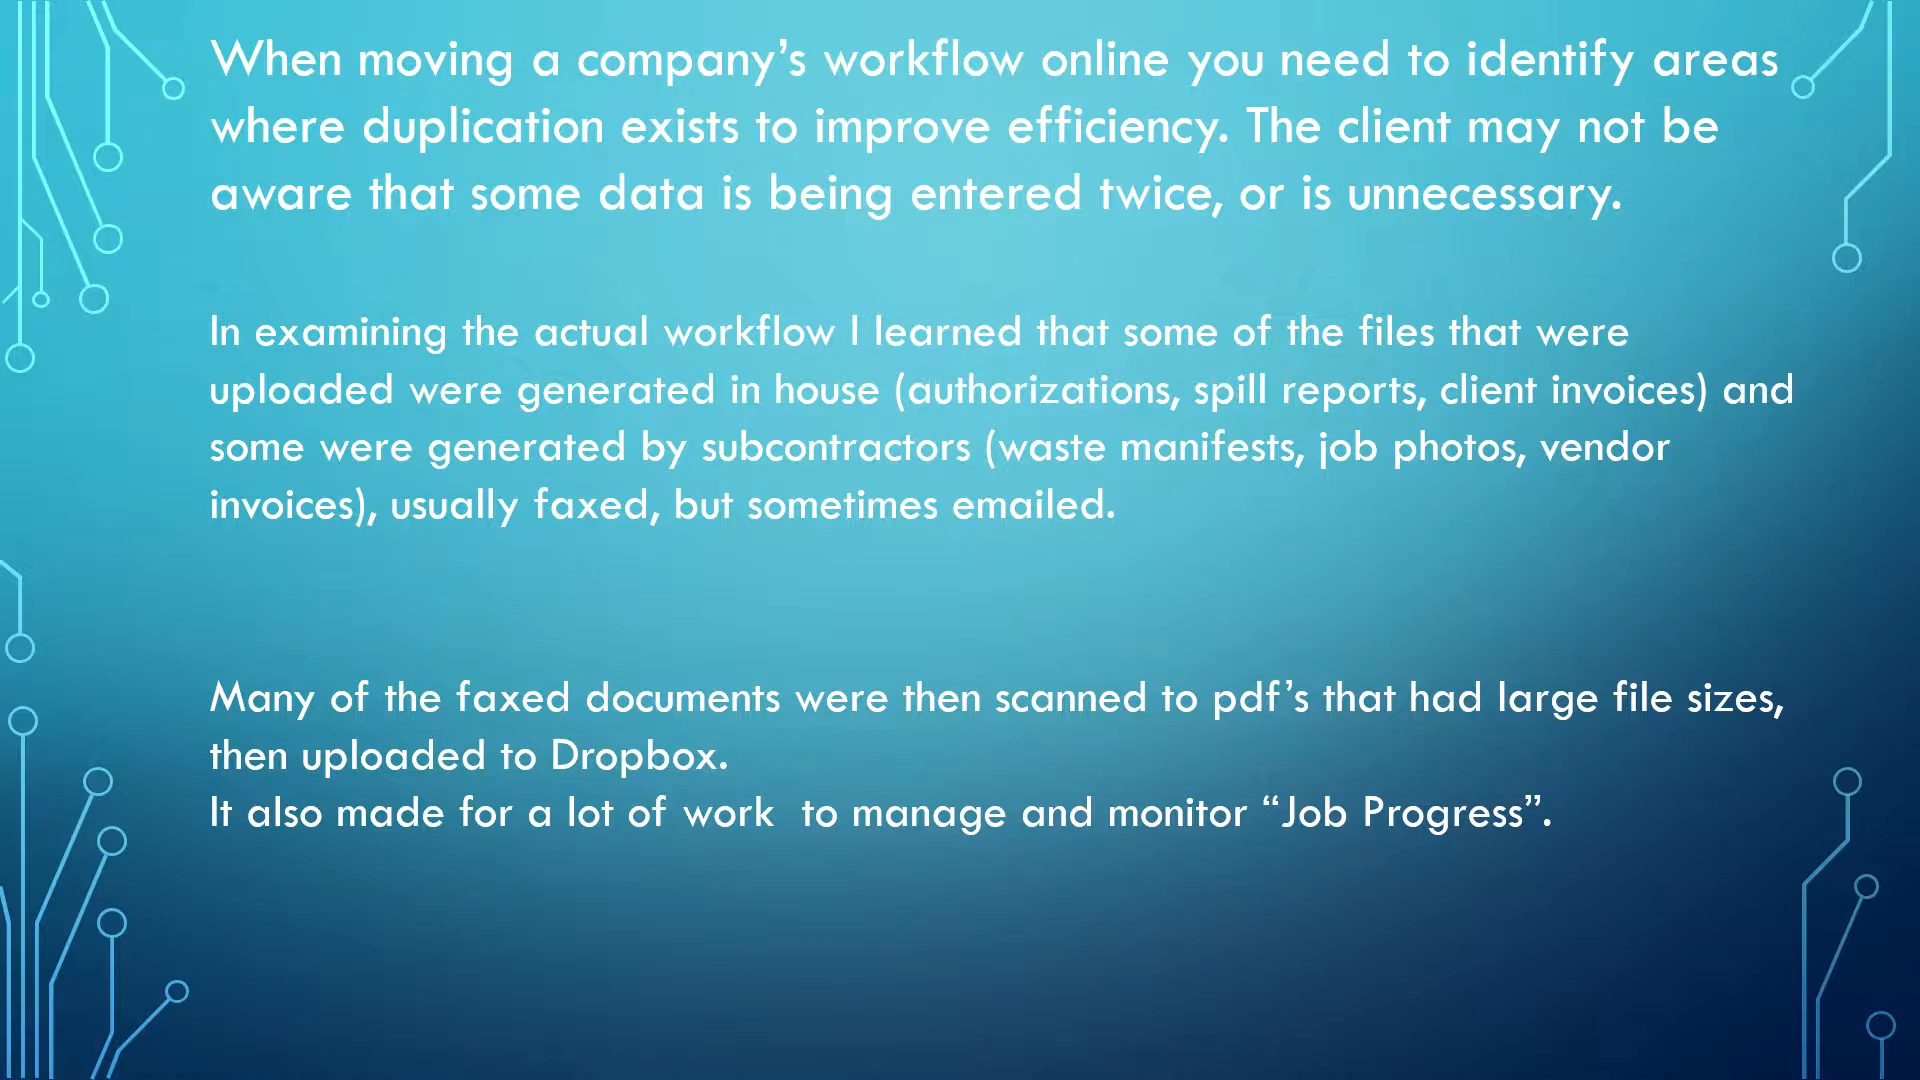 When moving a company’s workflow online you need to identify areas
where duplication exists to improve efficiency. The client may not be
aware that some data is being entered twice, or is unnecessary.
In examining the actual workflow I learned that some of the files that were
uploaded were generated in house (authorizations, spill reports, client invoices) and
some were generated by subcontractors (waste manifests, job photos, vendor
invoices), usually faxed, but sometimes emailed.
Many of the faxed documents were then scanned to pdf’s that had large file sizes,
then uploaded to Dropbox.
It also made for a lot of work  to manage and monitor “Job Progress”.